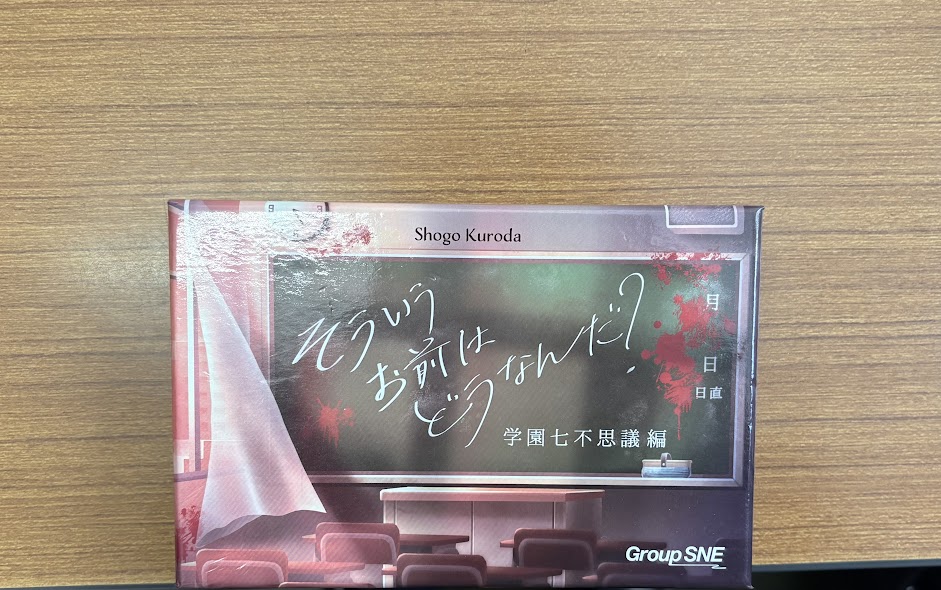 Shogo Kuroda
そういう
お前は
どうなんだ?
学園七不思議編
月
日
日直
Group SNE